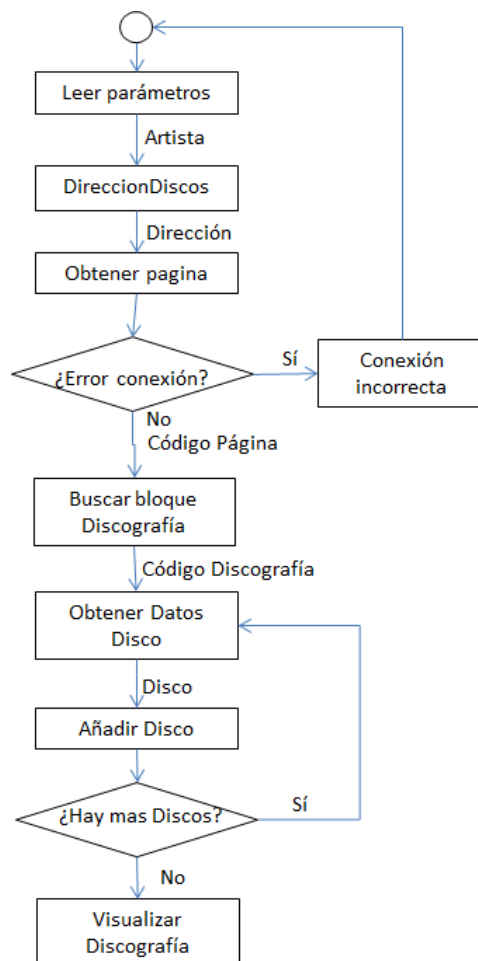 Leer parámetros
Artista
DireccionDiscos
Dirección
Obtener pagina
¿Error conexión?
Sí
Conexión
incorrecta
No
Código Página
Buscar bloque
Discografía
Código Discografía
Obtener Datos
Disco
Disco
Añadir Disco
¿Hay mas Discos?
Sí
No
Visualizar
Discografía